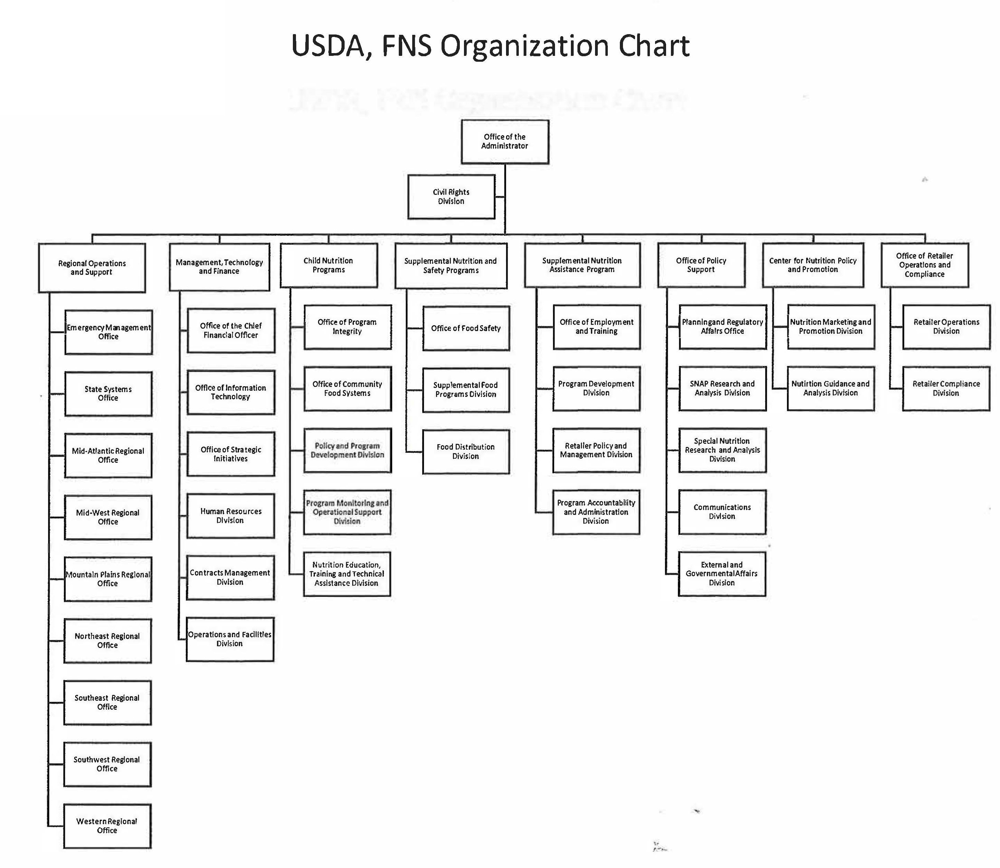 USDA, FNS Organization Chart
Office of the
Administrator
Civil Rights
Division
Regional Operations
and Support
Emergency Management
Office
State Systems
Office
Mid-Atlantic Regional
Office
Mid-West Regional
Office
Mountain Plains Regional
Office
Northeast Regional
Office
Southeast Regional
Office
Southwest Regional
Office
Western Regional
Office
Management, Technology
and Finance
Office of the Chief
Financial Officer
Office of Information
Technology
Office of Strategic
Initiatives
Human Resources
Division
Contracts Management
Division
Operations and Facilities
Division
Child Nutrition
Programs
Office of Program
Integrity
Office of Community
Food Systems
Policy and Program
Development Division
Program Monitoring and
Operational Support
Division
Nutrition Education,
Training and Technical
Assistance Division
Supplemental Nutrition and
Safety Programs
Office of Food Safety
Supplemental Food
Programs Division
Food Distribution
Division
Supplemental Nutrition
Assistance Program
Office of Employment
and Training
Program Development
Division
Retailer Policy and
Management Division
Program Accountability
and Administration
Division
Office of Policy
Support
Planning and Regulatory
Affairs Office
SNAP Research and
Analysis Division
Special Nutrition
Research and Analysis
Division
Communications
Division
External and
Governmental Affairs
Division
Center for Nutrition Policy
and Promotion
Nutrition Marketing and
Promotion Division
Nutirtion Guidance and
Analysis Division
Office of Retailer
Operations and
Compliance
Retailer Operations
Division
Retailer Compliance
Division